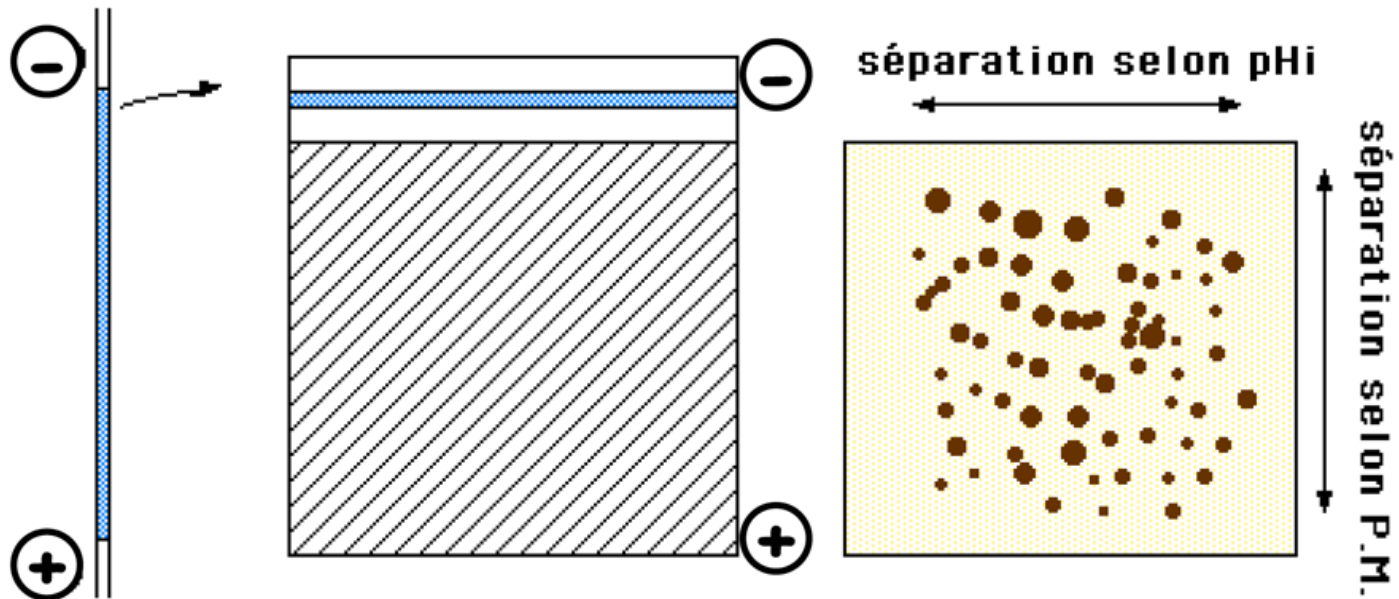 −
+
−
+
séparation selon pHi
séparation selon P.M.